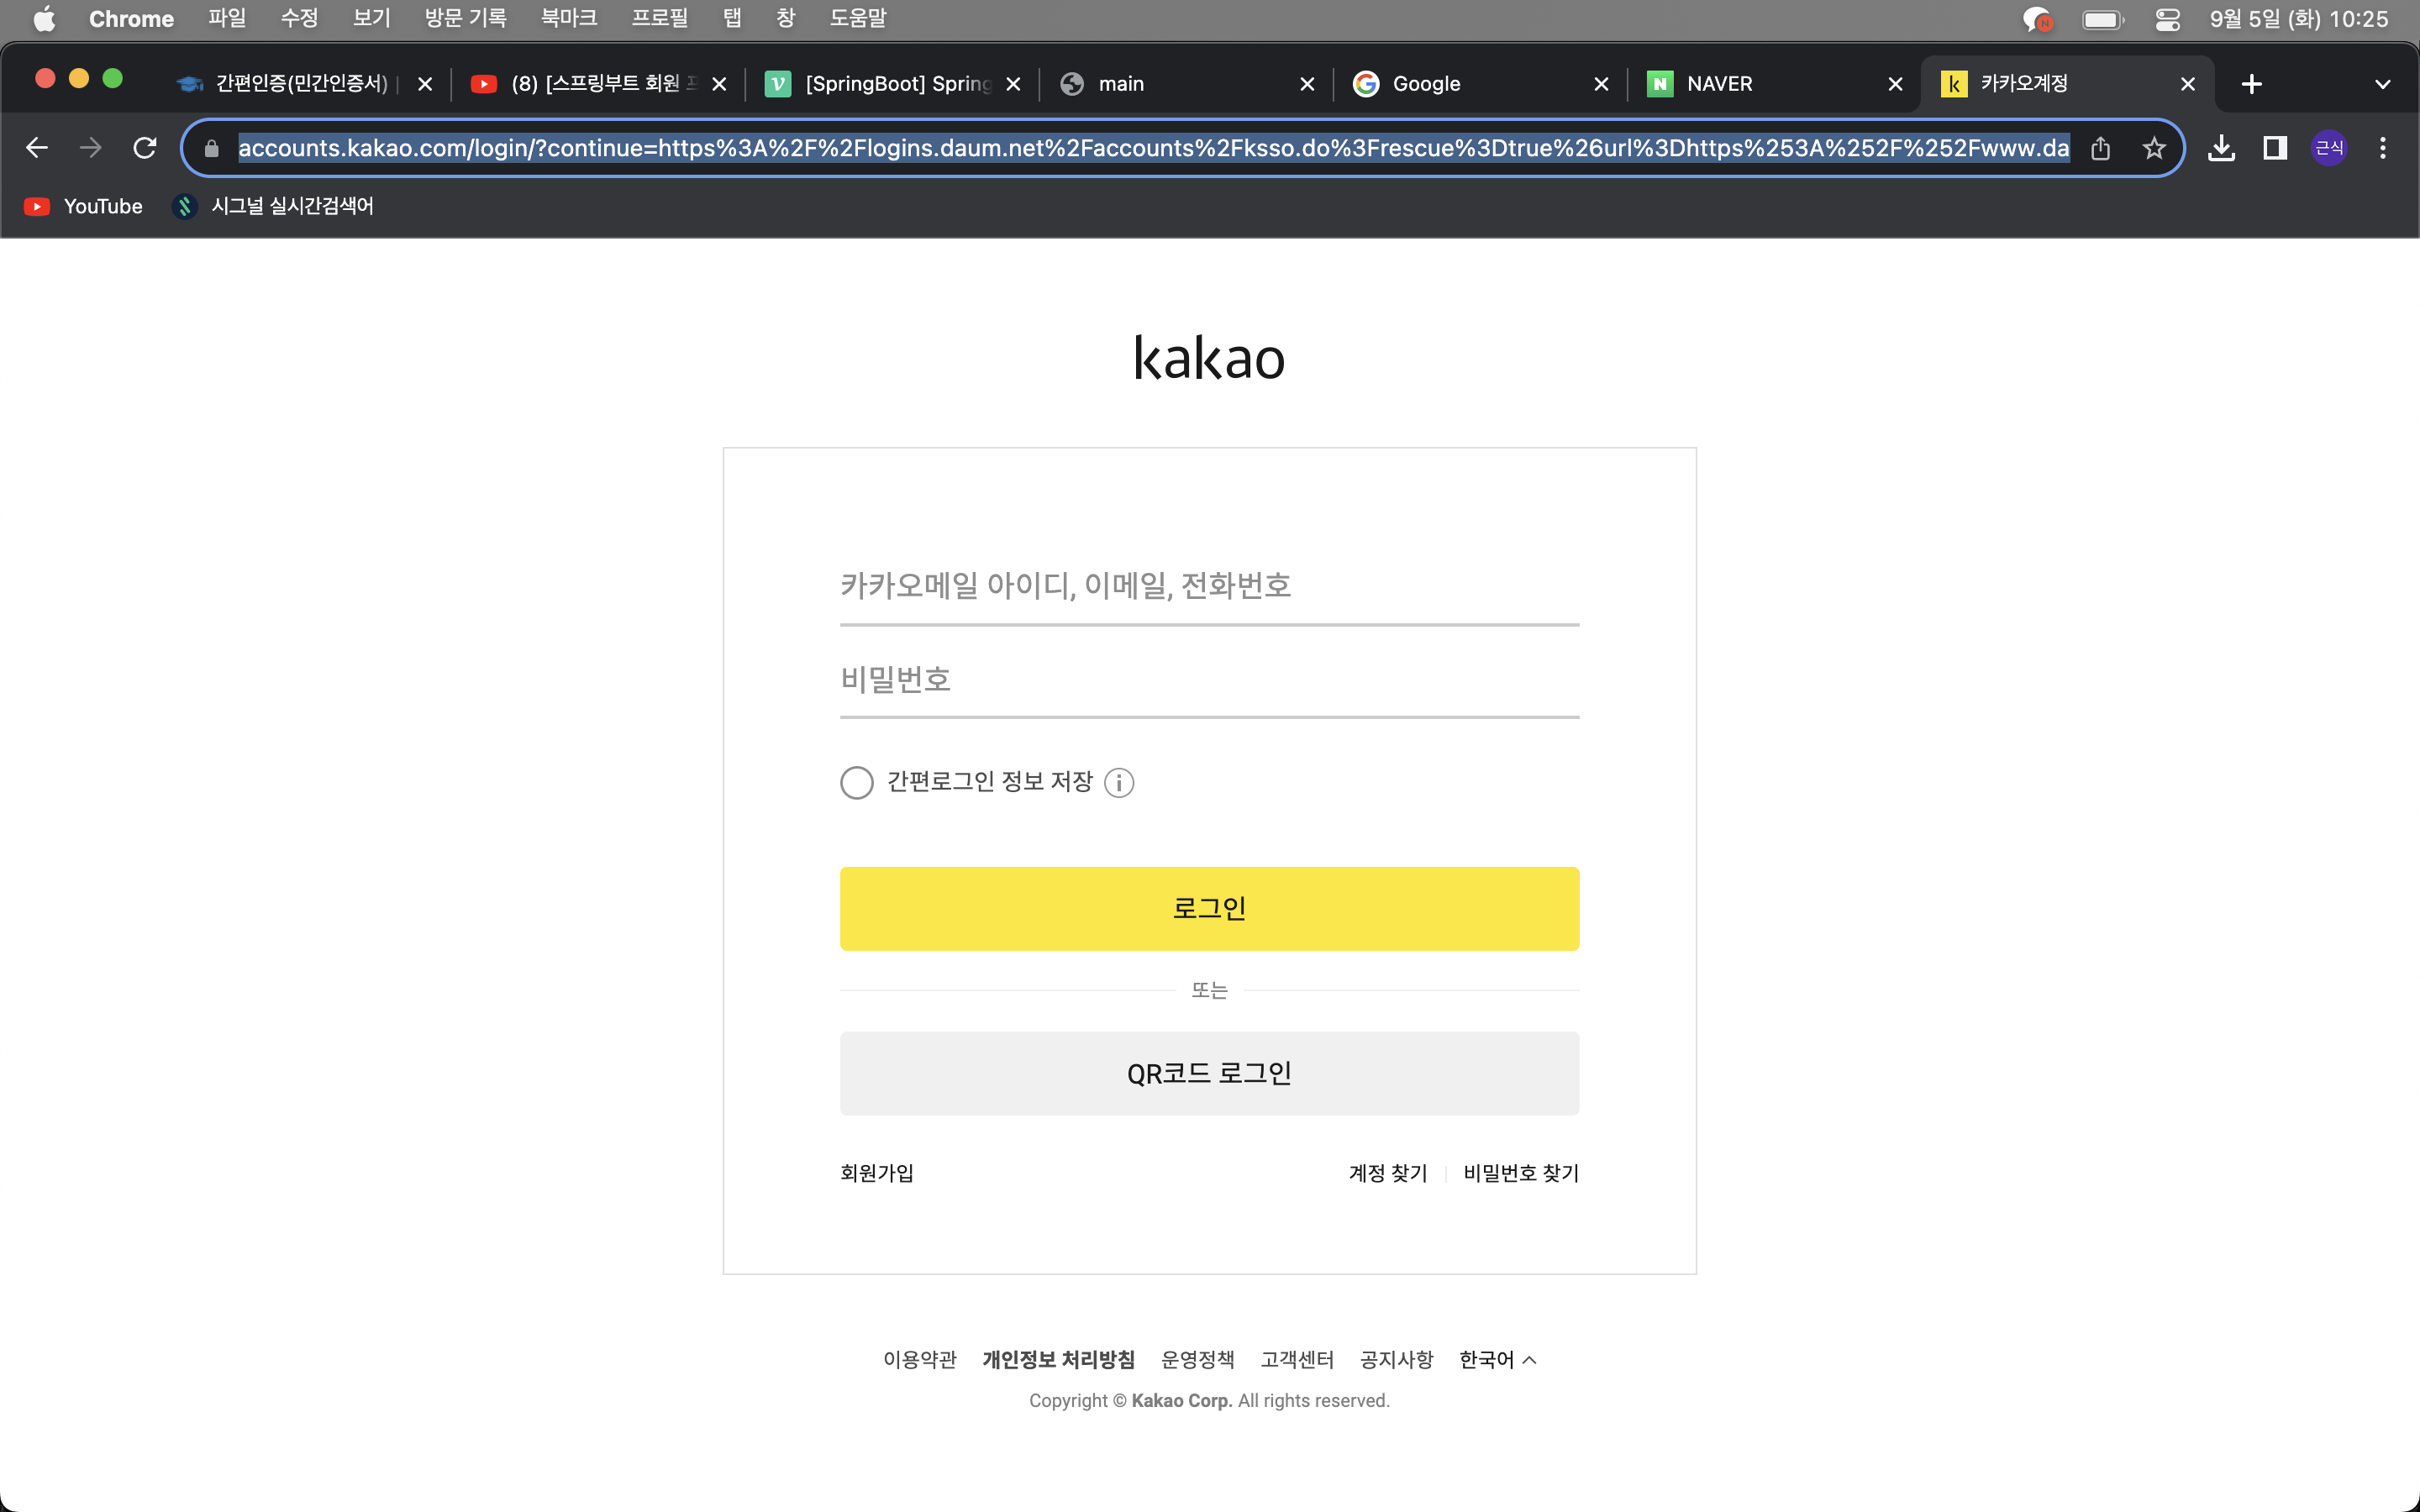 Chrome 파일 수정 보기 방문 기록 북마크 프로필 탭 창 도움말 9월 5일 (화) 10:25
간편인증(민간인증서) | (8) [스프링부트 회원 [SpringBoot] Spring main Google NAVER 카카오계정
accounts.kakao.com/login/?continue=https%3A%2F%2Flogins.daum.net%2Faccounts%2Fksso.do%3Frescue%3Dtrue%26url%3Dhttps%253A%252F%252Fwww.da 근식
YouTube 시그널 실시간검색어
kakao
카카오메일 아이디, 이메일, 전화번호
비밀번호
간편로그인 정보 저장
로그인
또는
QR코드 로그인
회원가입 계정 찾기 비밀번호 찾기
이용약관 개인정보 처리방침 운영정책 고객센터 공지사항 한국어
Copyright © Kakao Corp. All rights reserved.